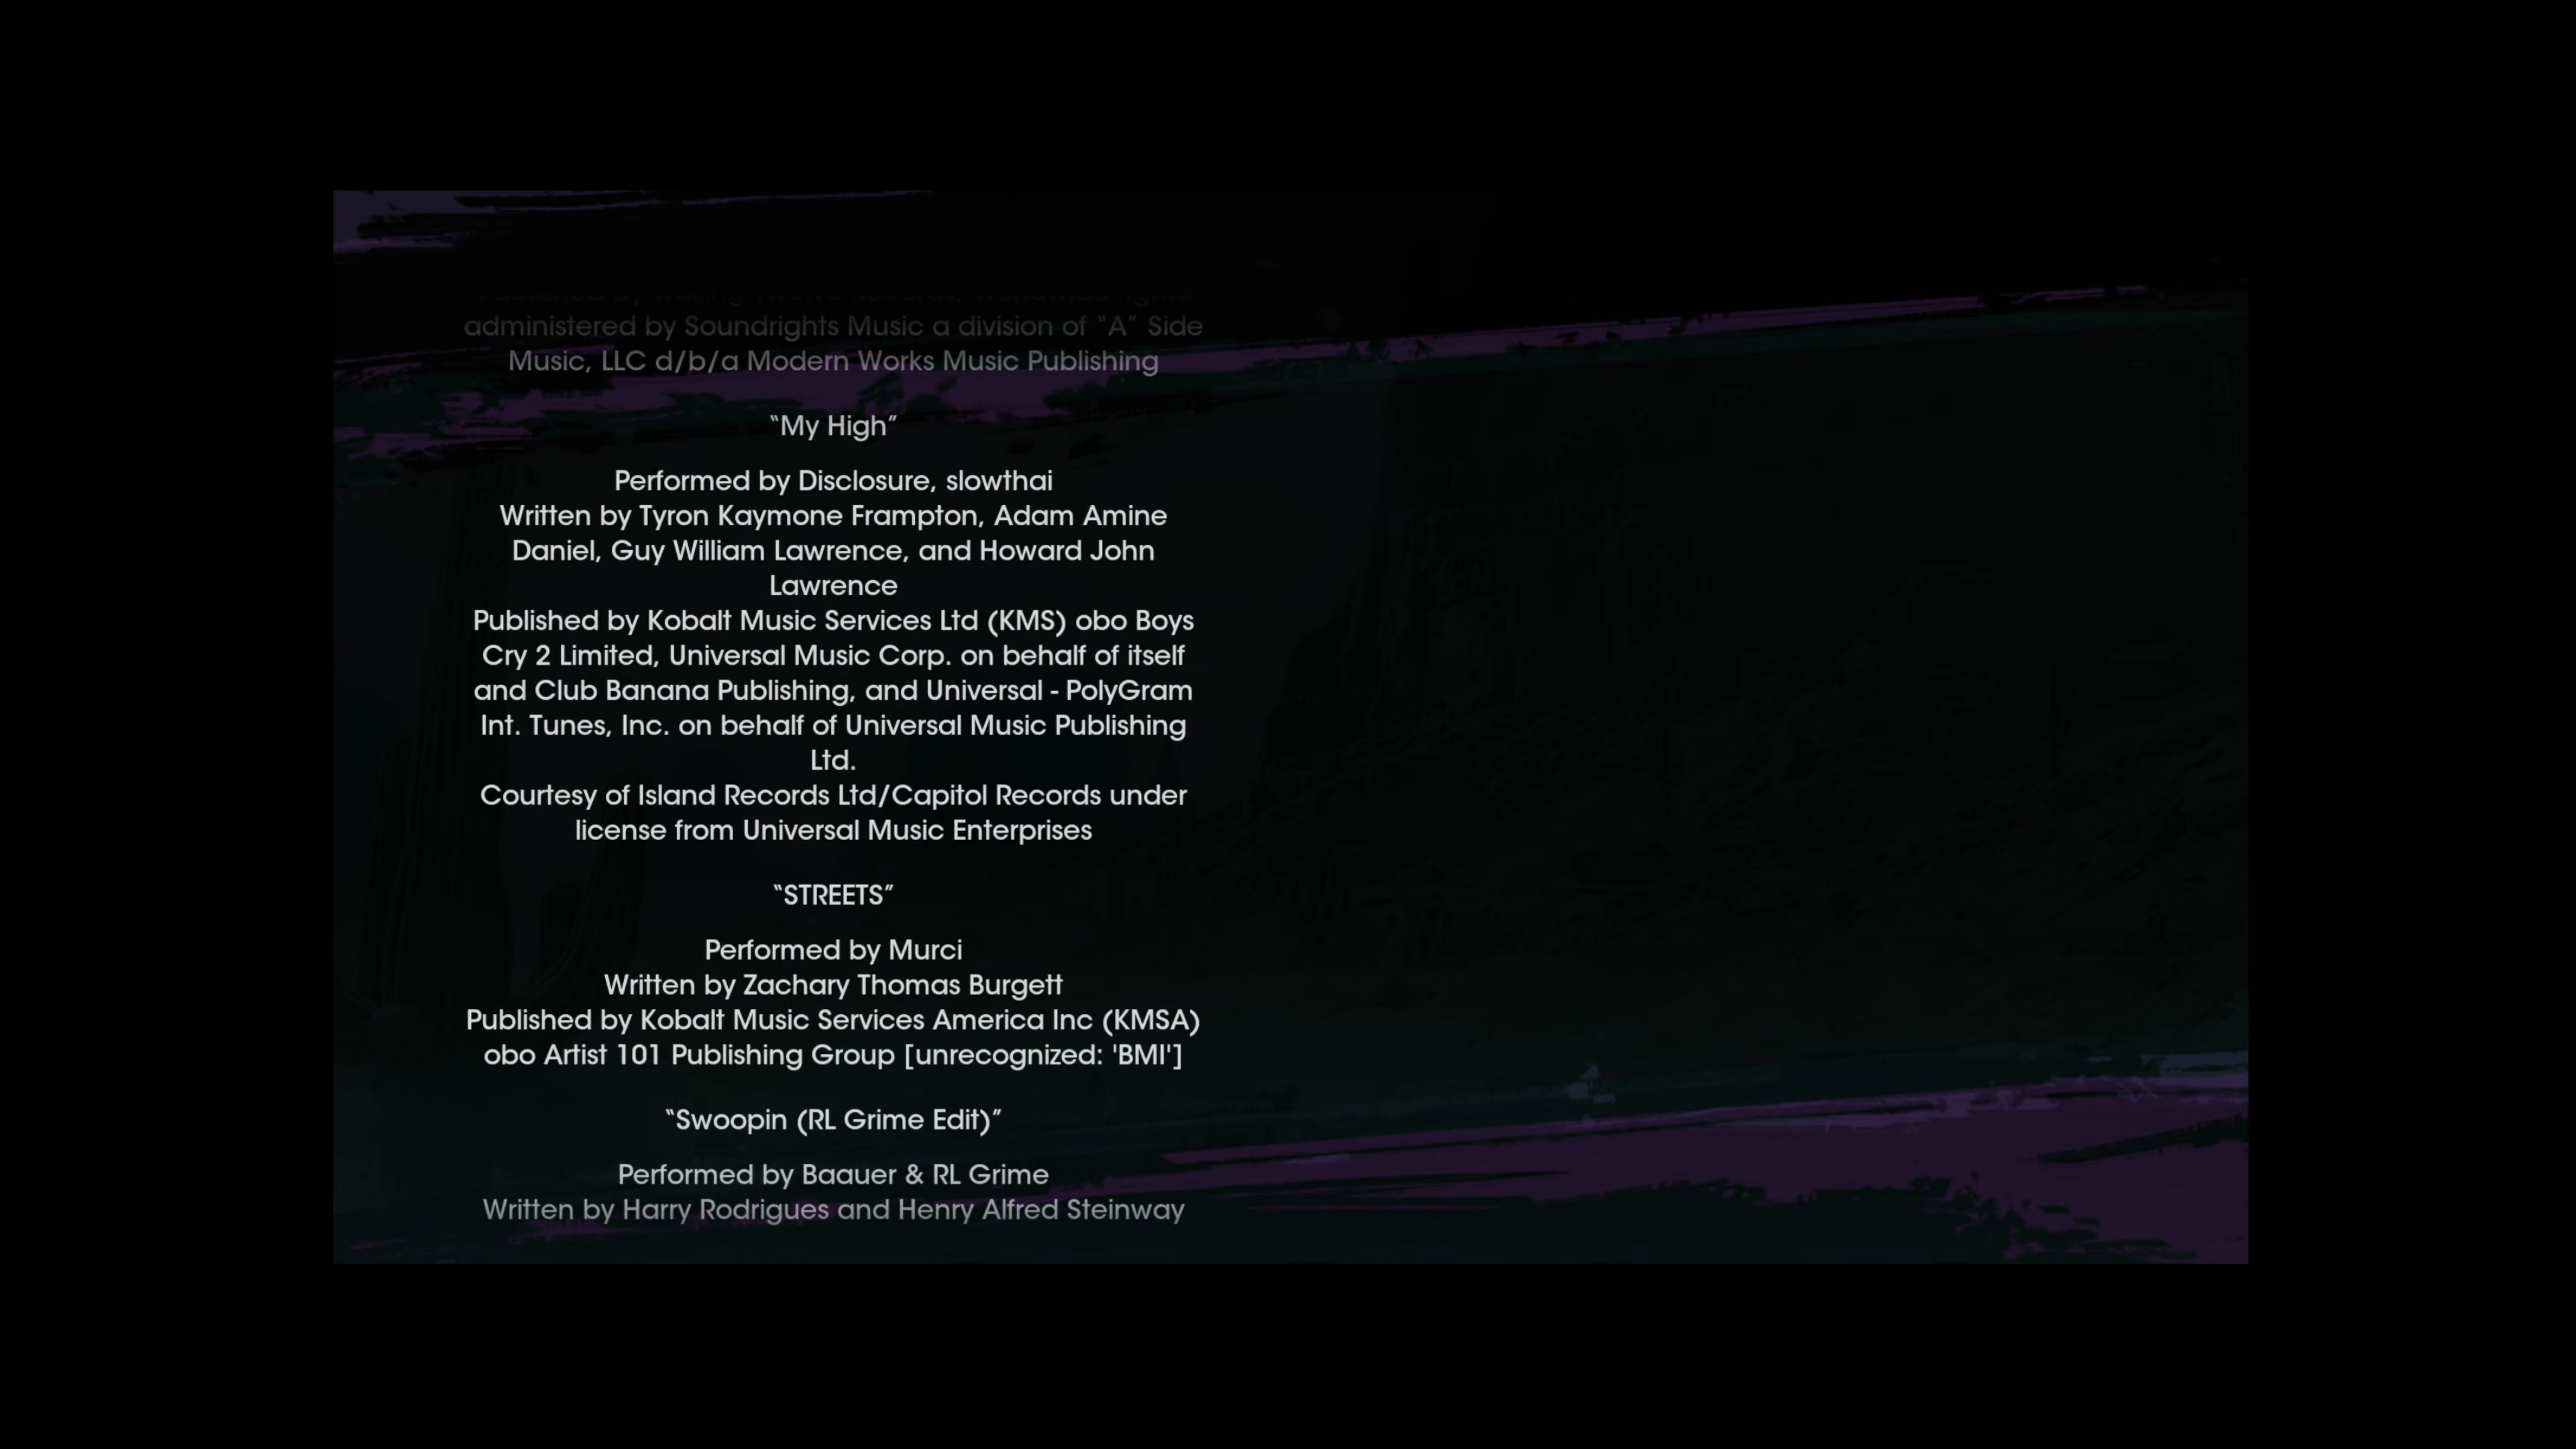 administered by Soundrights Music a division of “A” Side
Music, LLC d/b/a Modern Works Music Publishing
“My High”
Performed by Disclosure, slowthai
Written by Tyron Kaymone Frampton, Adam Amine
Daniel, Guy William Lawrence, and Howard John
Lawrence
Published by Kobalt Music Services Ltd (KMS) obo Boys
Cry 2 Limited, Universal Music Corp. on behalf of itself
and Club Banana Publishing, and Universal - PolyGram
Int. Tunes, Inc. on behalf of Universal Music Publishing
Ltd.
Courtesy of Island Records Ltd/Capitol Records under
license from Universal Music Enterprises
“STREETS”
Performed by Murci
Written by Zachary Thomas Burgett
Published by Kobalt Music Services America Inc (KMSA)
obo Artist 101 Publishing Group [unrecognized: 'BMI']
“Swoopin (RL Grime Edit)”
Performed by Baauer & RL Grime
Written by Harry Rodrigues and Henry Alfred Steinway